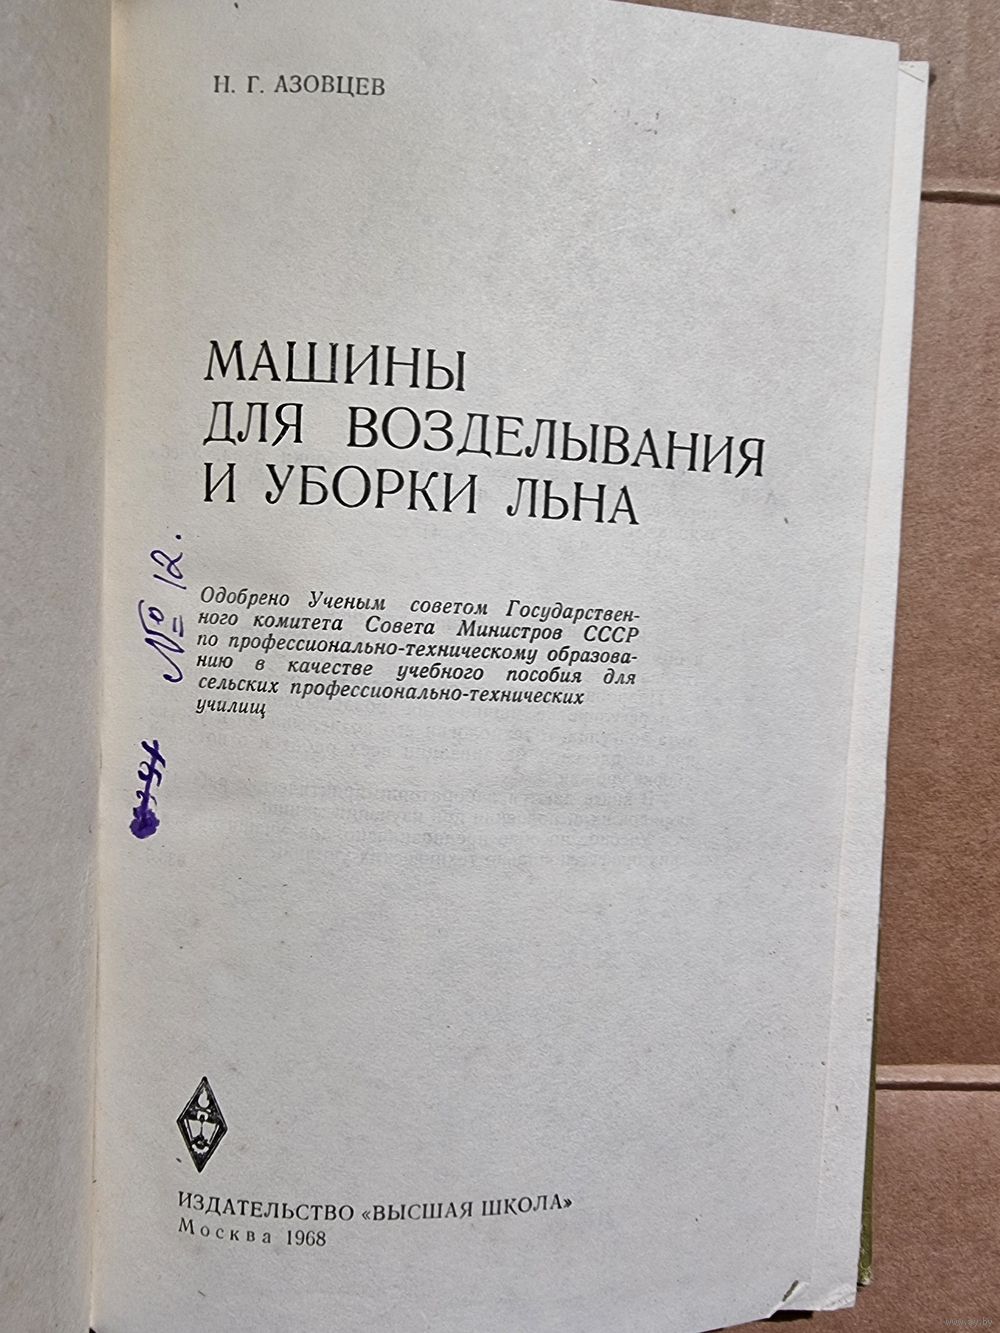 Н. Г. АЗОВЦЕВ
МАШИНЫ
ДЛЯ ВОЗДЕЛЫВАНИЯ
И УБОРКИ ЛЬНА
№ 12.
Одобрено Ученым советом Государствен-
ного комитета Совета Министров СССР
по профессионально-техническому образова-
нию в качестве учебного пособия для
сельских профессионально-технических
училищ
ИЗДАТЕЛЬСТВО «ВЫСШАЯ ШКОЛА»
Москва 1968